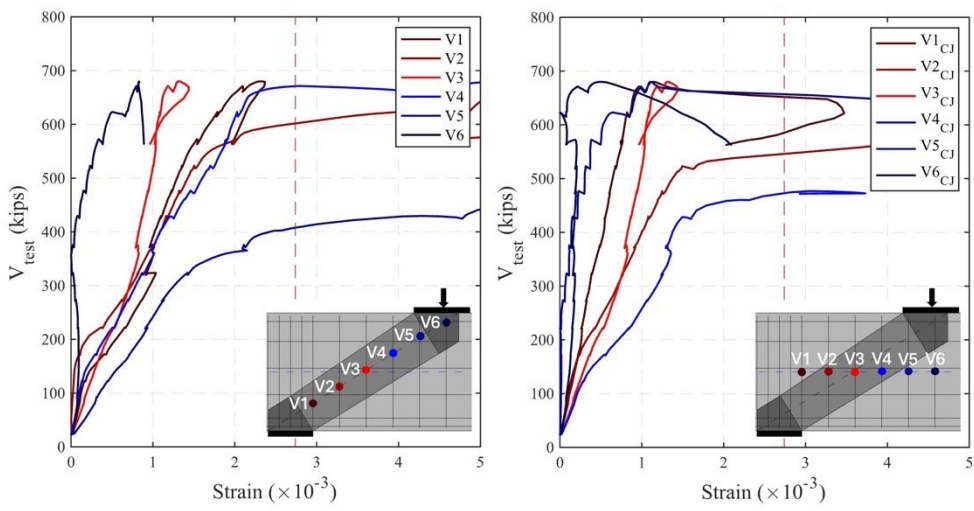 800
700
600
500
400
300
200
100
0
V_test (kips)
0 1 2 3 4 5
Strain (×10⁻³)
V1
V2
V3
V4
V5
V6
V6
V5
V4
V3
V2
V1
800
700
600
500
400
300
200
100
0
V_test (kips)
0 1 2 3 4 5
Strain (×10⁻³)
V1_CJ
V2_CJ
V3_CJ
V4_CJ
V5_CJ
V6_CJ
V1 V2 V3 V4 V5 V6